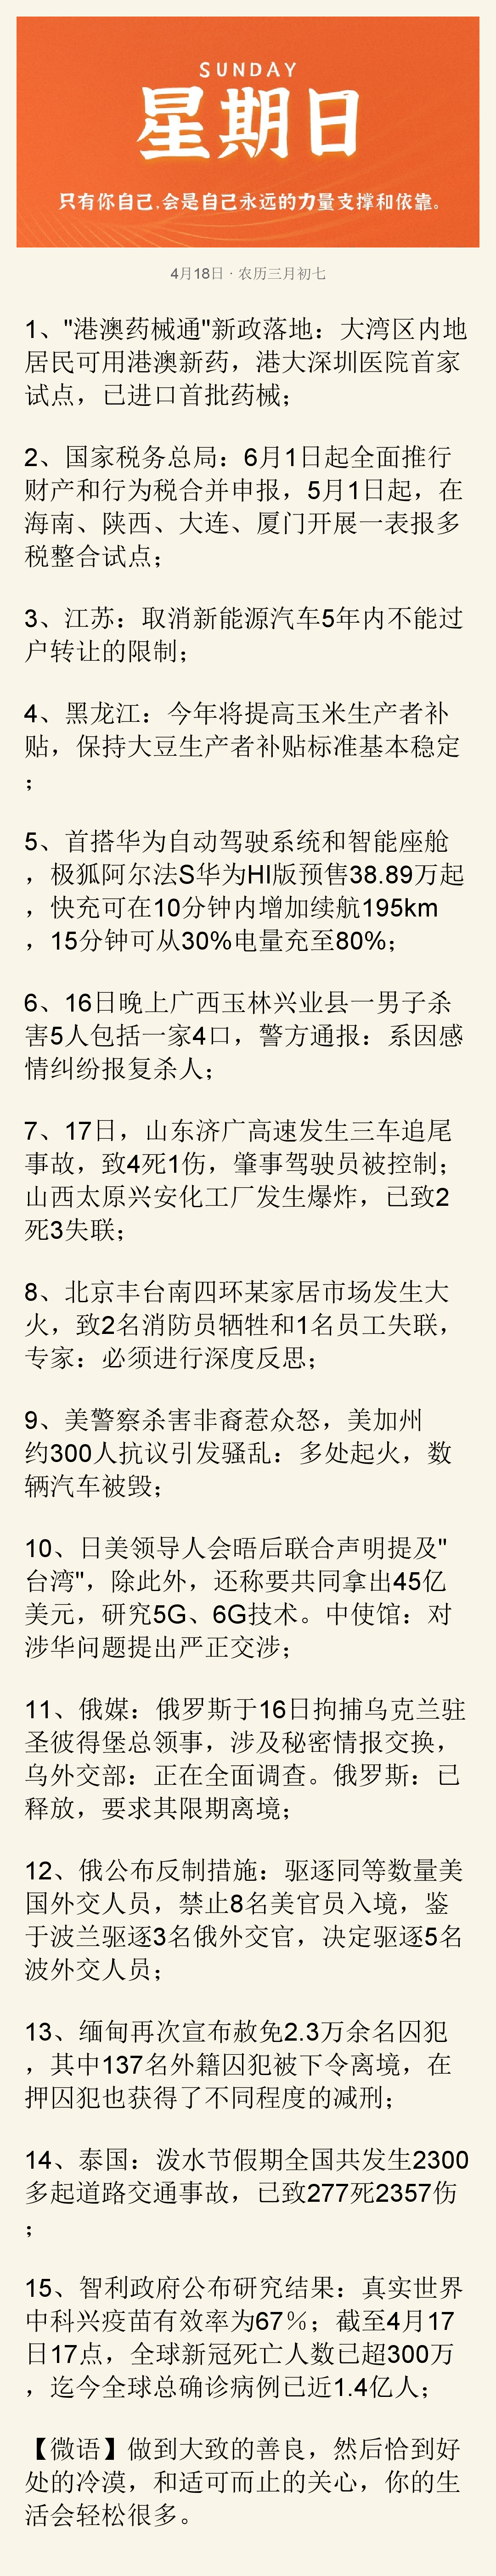 SUNDAY
星期日
只有你自己.会是自己永远的力量支撑和依靠。
4月18日 · 农历三月初七
1、"港澳药械通"新政落地：大湾区内地
居民可用港澳新药，港大深圳医院首家
试点，已进口首批药械；
2、国家税务总局：6月1日起全面推行
财产和行为税合并申报，5月1日起，在
海南、陕西、大连、厦门开展一表报多
税整合试点；
3、江苏：取消新能源汽车5年内不能过
户转让的限制；
4、黑龙江：今年将提高玉米生产者补
贴，保持大豆生产者补贴标准基本稳定
；
5、首搭华为自动驾驶系统和智能座舱
，极狐阿尔法S华为HI版预售38.89万起
，快充可在10分钟内增加续航195km
，15分钟可从30%电量充至80%；
6、16日晚上广西玉林兴业县一男子杀
害5人包括一家4口，警方通报：系因感
情纠纷报复杀人；
7、17日，山东济广高速发生三车追尾
事故，致4死1伤，肇事驾驶员被控制；
山西太原兴安化工厂发生爆炸，已致2
死3失联；
8、北京丰台南四环某家居市场发生大
火，致2名消防员牺牲和1名员工失联，
专家：必须进行深度反思；
9、美警察杀害非裔惹众怒，美加州
约300人抗议引发骚乱：多处起火，数
辆汽车被毁；
10、日美领导人会晤后联合声明提及"
台湾"，除此外，还称要共同拿出45亿
美元，研究5G、6G技术。中使馆：对
涉华问题提出严正交涉；
11、俄媒：俄罗斯于16日拘捕乌克兰驻
圣彼得堡总领事，涉及秘密情报交换，
乌外交部：正在全面调查。俄罗斯：已
释放，要求其限期离境；
12、俄公布反制措施：驱逐同等数量美
国外交人员，禁止8名美官员入境，鉴
于波兰驱逐3名俄外交官，决定驱逐5名
波外交人员；
13、缅甸再次宣布赦免2.3万余名囚犯
，其中137名外籍囚犯被下令离境，在
押囚犯也获得了不同程度的减刑；
14、泰国：泼水节假期全国共发生2300
多起道路交通事故，已致277死2357伤
；
15、智利政府公布研究结果：真实世界
中科兴疫苗有效率为67％；截至4月17
日17点，全球新冠死亡人数已超300万
，迄今全球总确诊病例已近1.4亿人；
【微语】做到大致的善良，然后恰到好
处的冷漠，和适可而止的关心，你的生
活会轻松很多。